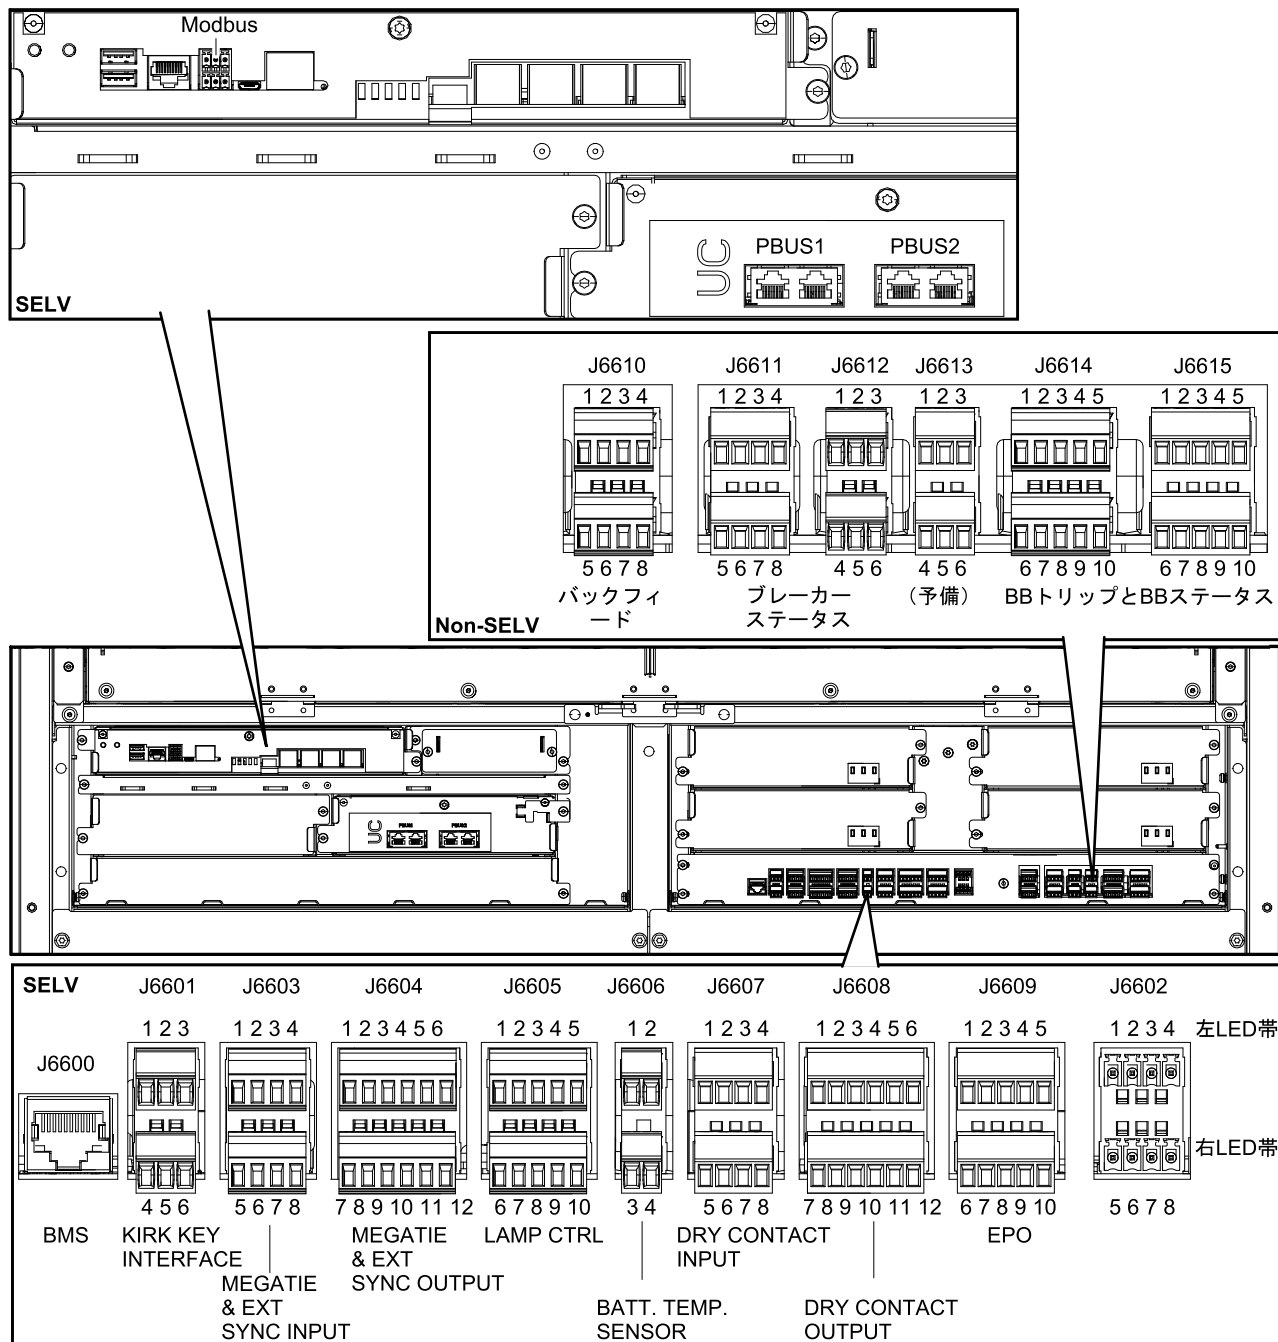 Modbus
UC
PBUS1 PBUS2
SELV
J6610 J6611 J6612 J6613 J6614 J6615
1 2 3 4 1 2 3 4 1 2 3 1 2 3 1 2 3 4 5 1 2 3 4 5
5 6 7 8 5 6 7 8 4 5 6 4 5 6 6 7 8 9 10 6 7 8 9 10
バックフィ
ード
ブレーカー
ステータス
(予備)
BBトリップとBBステータス
Non-SELV
UC PBUS1 PBUS2
SELV
J6601 J6603 J6604 J6605 J6606 J6607 J6608 J6609 J6602
1 2 3 1 2 3 4 1 2 3 4 5 6 1 2 3 4 5 1 2 1 2 3 4 1 2 3 4 5 6 1 2 3 4 5 1 2 3 4 左LED帯
J6600
右LED帯
4 5 6 5 6 7 8 7 8 9 10 11 12 6 7 8 9 10 3 4 5 6 7 8 7 8 9 10 11 12 6 7 8 9 10 5 6 7 8
BMS
KIRK KEY
INTERFACE
MEGATIE
& EXT
SYNC INPUT
MEGATIE
& EXT
SYNC OUTPUT
LAMP CTRL
BATT. TEMP.
SENSOR
DRY CONTACT
INPUT
DRY CONTACT
OUTPUT
EPO